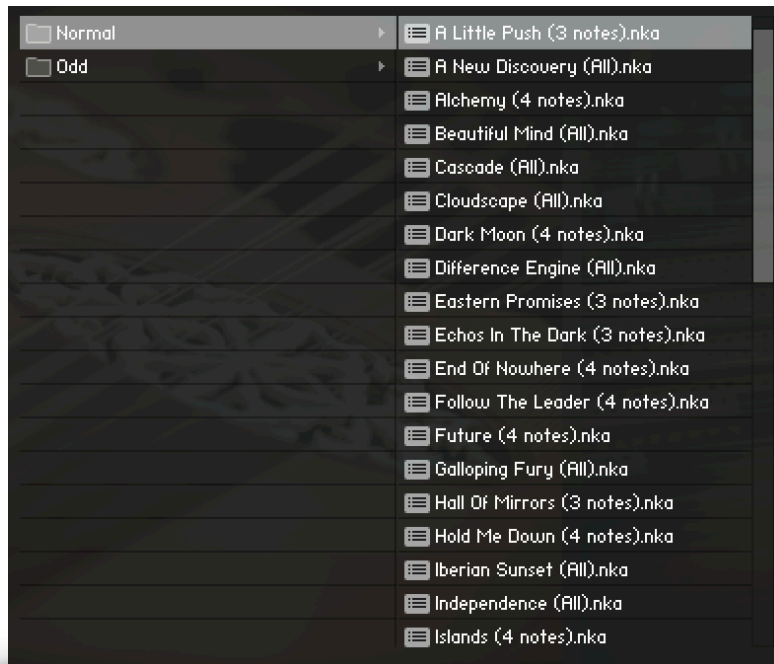 Normal
Odd
A Little Push (3 notes).nka
A New Discovery (All).nka
Alchemy (4 notes).nka
Beautiful Mind (All).nka
Cascade (All).nka
Cloudscape (All).nka
Dark Moon (4 notes).nka
Difference Engine (All).nka
Eastern Promises (3 notes).nka
Echos In The Dark (3 notes).nka
End Of Nowhere (4 notes).nka
Follow The Leader (4 notes).nka
Future (4 notes).nka
Galloping Fury (All).nka
Hall Of Mirrors (3 notes).nka
Hold Me Down (4 notes).nka
Iberian Sunset (All).nka
Independence (All).nka
Islands (4 notes).nka